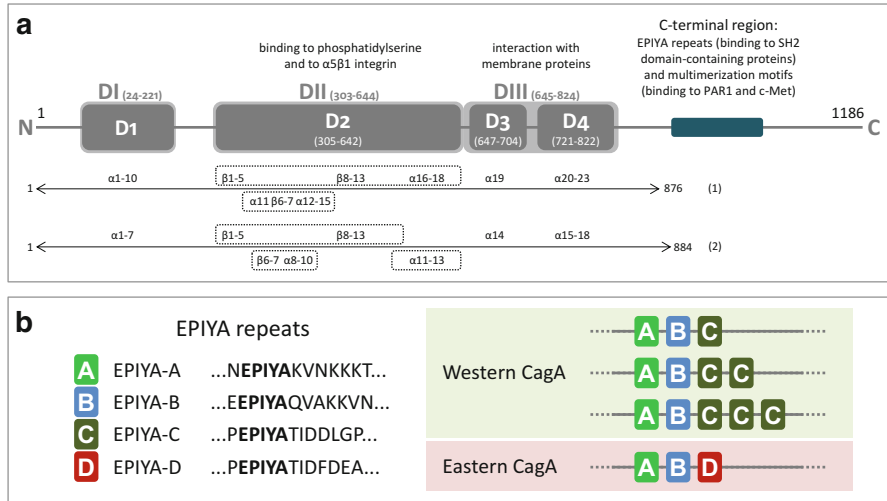 a
binding to phosphatidylserine
and to α5β1 integrin
interaction with
membrane proteins
C-terminal region:
EPIYA repeats (binding to SH2
domain-containing proteins)
and multimerization motifs
(binding to PAR1 and c-Met)
DI (24-221)
DII (303-644)
DIII (645-824)
N 1
1186 C
D1
D2
(305-642)
D3
(647-704)
D4
(721-822)
1 α1-10 β1-5 β8-13 α16-18 α19 α20-23 876 (1)
α11 β6-7 α12-15
1 α1-7 β1-5 β8-13 α14 α15-18 884 (2)
β6-7 α8-10 α11-13
b
EPIYA repeats
A EPIYA-A ...NEPIYAKVNKKKT...
B EPIYA-B ...EEPIYAQVAKKVN...
C EPIYA-C ...PEPIYATIDDLGP...
D EPIYA-D ...PEPIYATIDFDEA...
Western CagA
A B C
A B C C
A B C C C
Eastern CagA
A B D